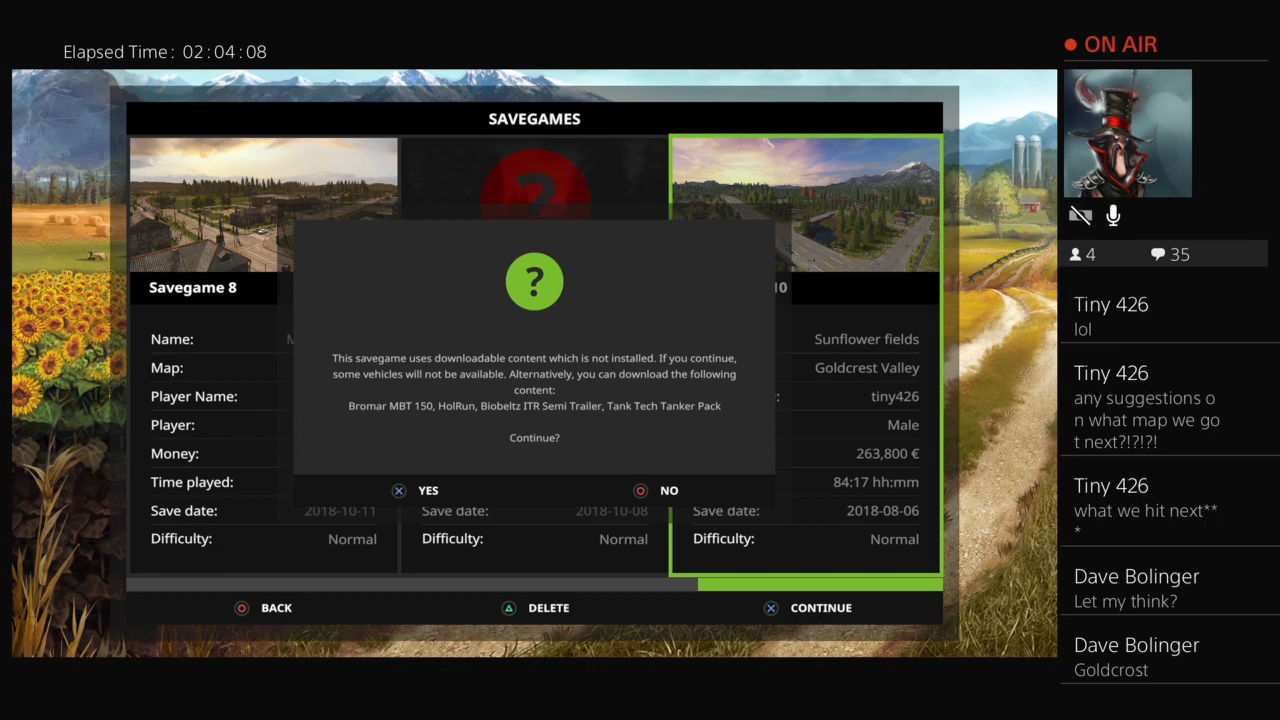 Elapsed Time: 02:04:08
ON AIR
SAVEGAMES
?
Savegame 8
10
?
Name: M
Map:
Player Name:
Player:
Money:
Time played:
Save date: 2018-10-11
Difficulty: Normal
Save date: 2018-10-08
Difficulty: Normal
Sunflower fields
Goldcrest Valley
: tiny426
Male
263,800 €
84:17 hh:mm
Save date: 2018-08-06
Difficulty: Normal
This savegame uses downloadable content which is not installed. If you continue,
some vehicles will not be available. Alternatively, you can download the following
content:
Bromar MBT 150, HolRun, Biobeltz ITR Semi Trailer, Tank Tech Tanker Pack
Continue?
YES NO
BACK DELETE CONTINUE
4 35
Tiny 426
lol
Tiny 426
any suggestions o
n what map we go
t next?!?!?!
Tiny 426
what we hit next**
*
Dave Bolinger
Let my think?
Dave Bolinger
Goldcrost